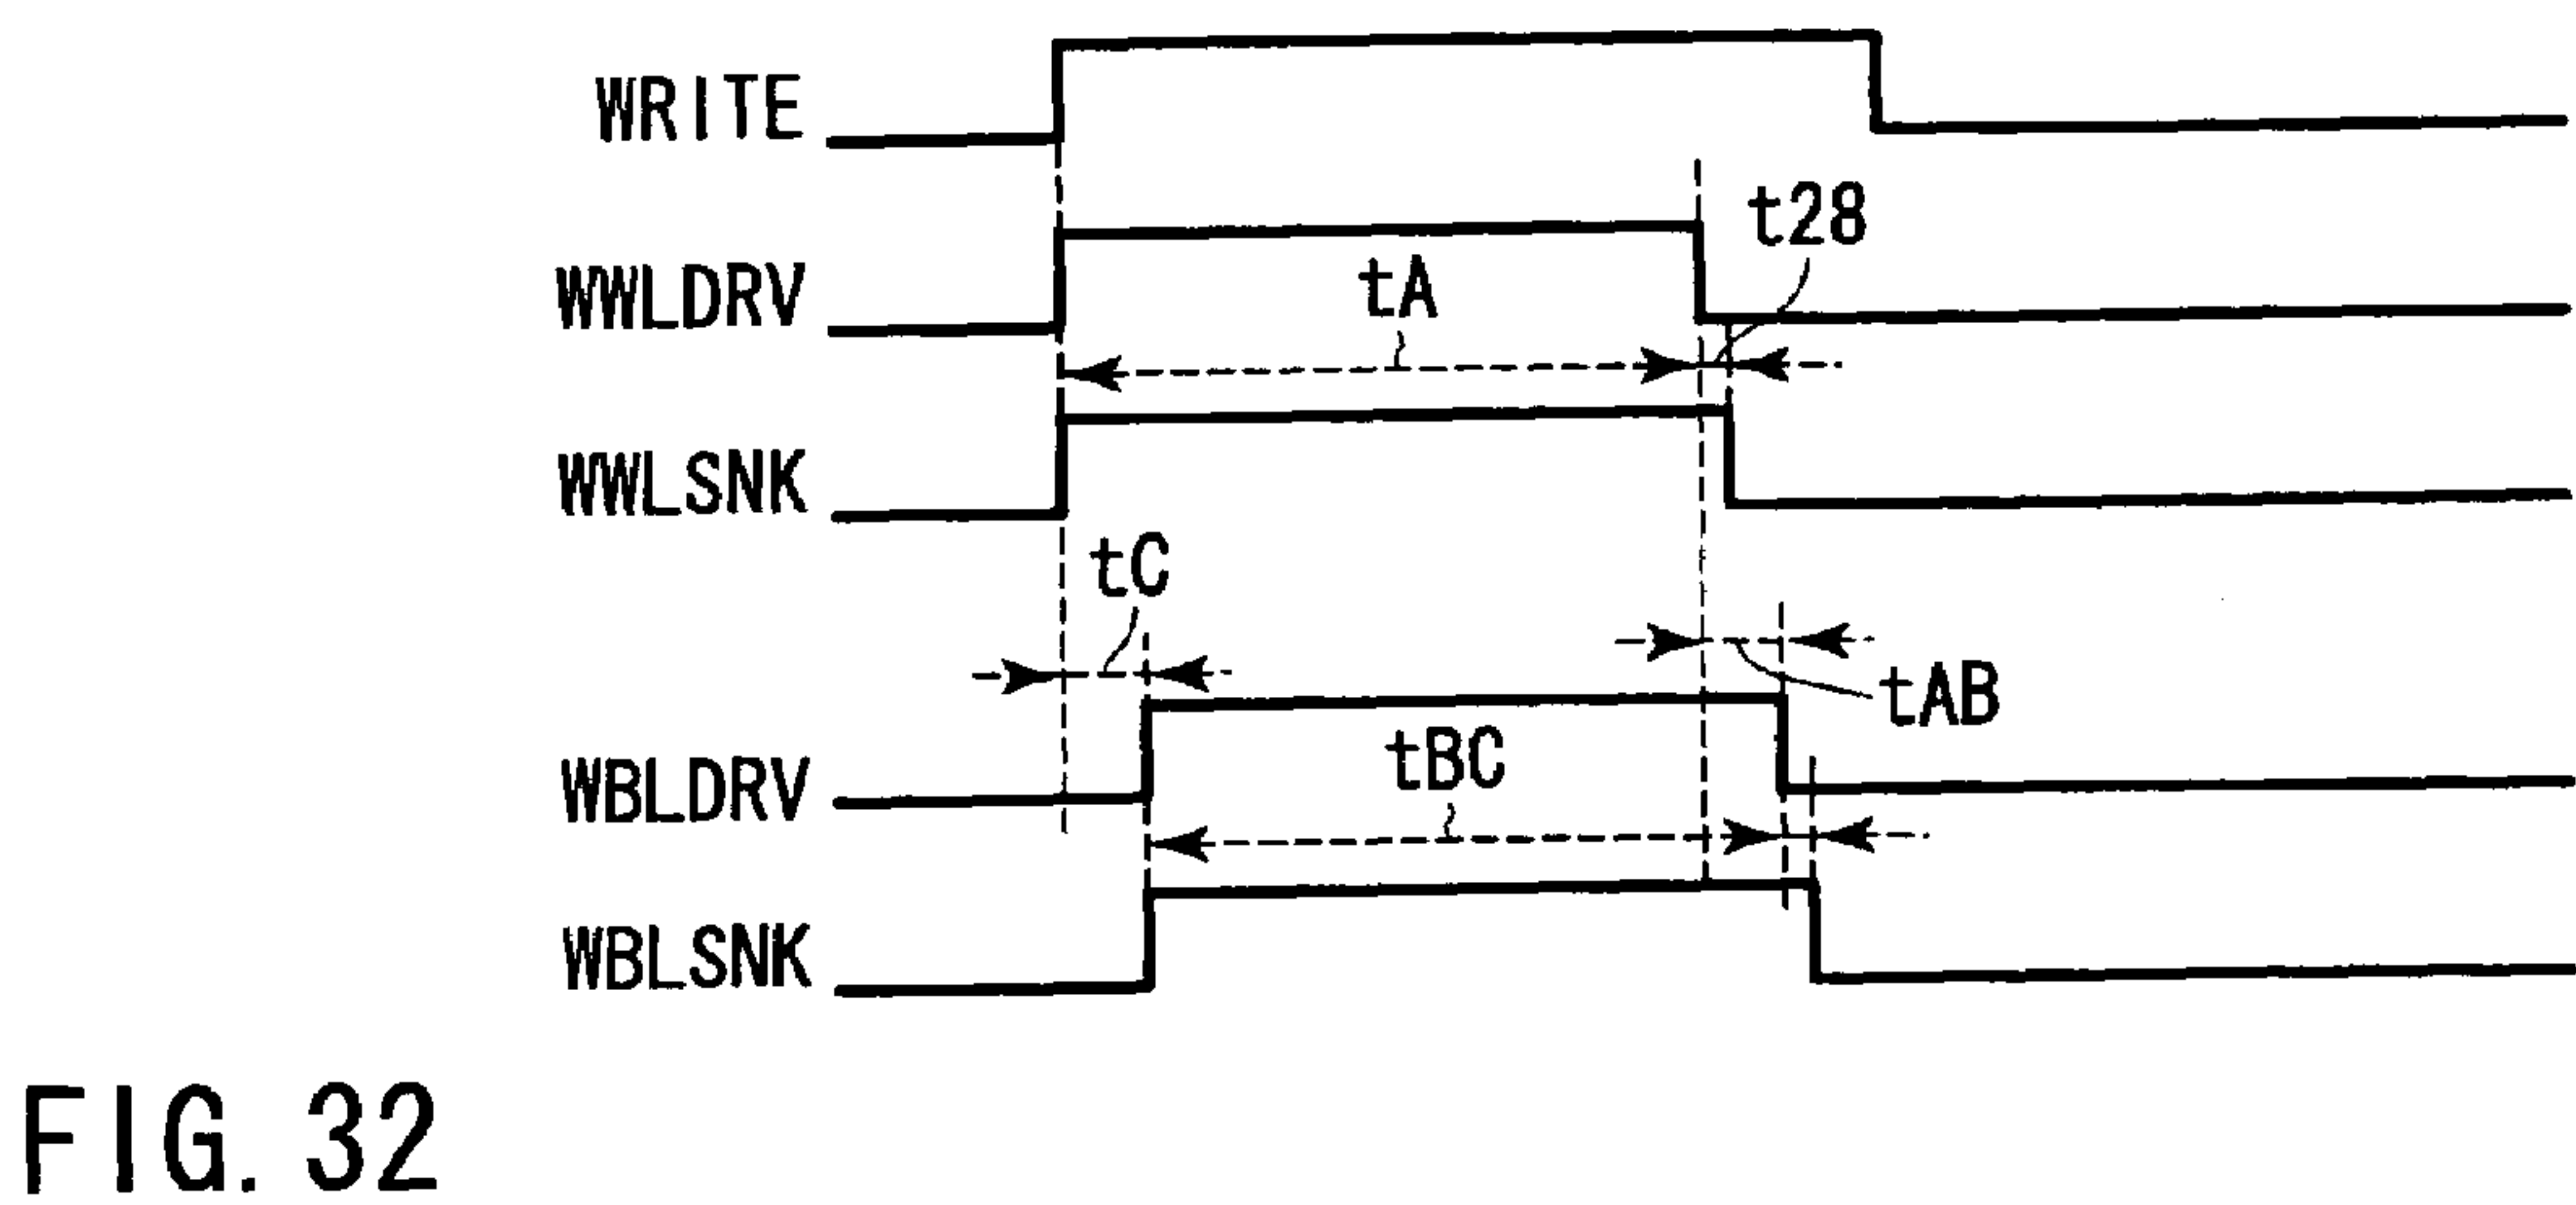 WRITE
t28
WWLDRV
tA
WWLSNK
tC
tAB
WBLDRV
tBC
WBLSNK
FIG. 32